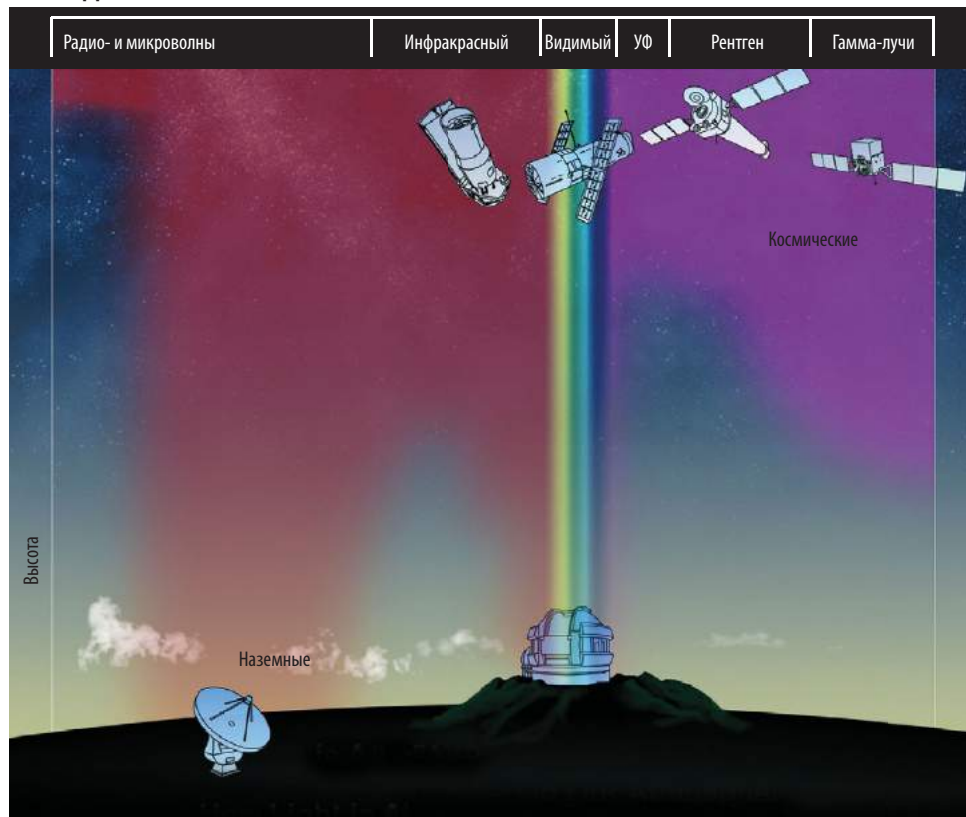 Радио- и микроволны
Инфракрасный
Видимый
УФ
Рентген
Гамма-лучи
Космические
Высота
Наземные